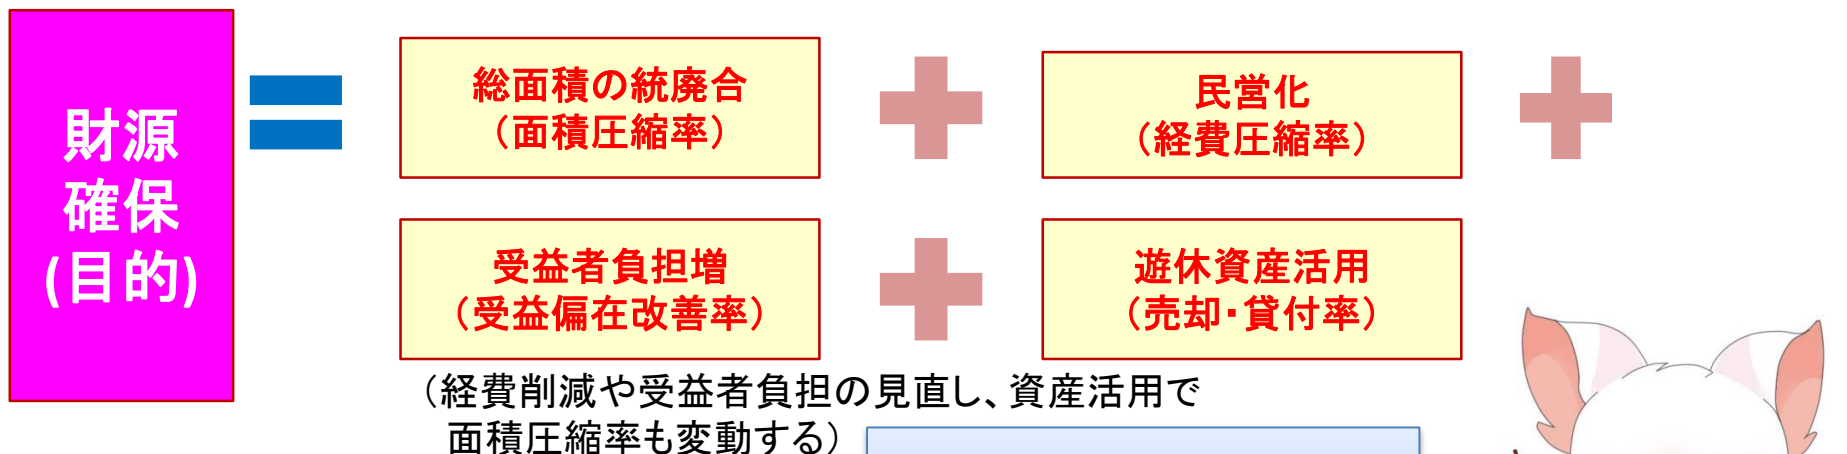 財源
確保
(目的)
総面積の統廃合
（面積圧縮率）
民営化
（経費圧縮率）
受益者負担増
（受益偏在改善率）
遊休資産活用
（売却・貸付率）
（経費削減や受益者負担の見直し、資産活用で
面積圧縮率も変動する）